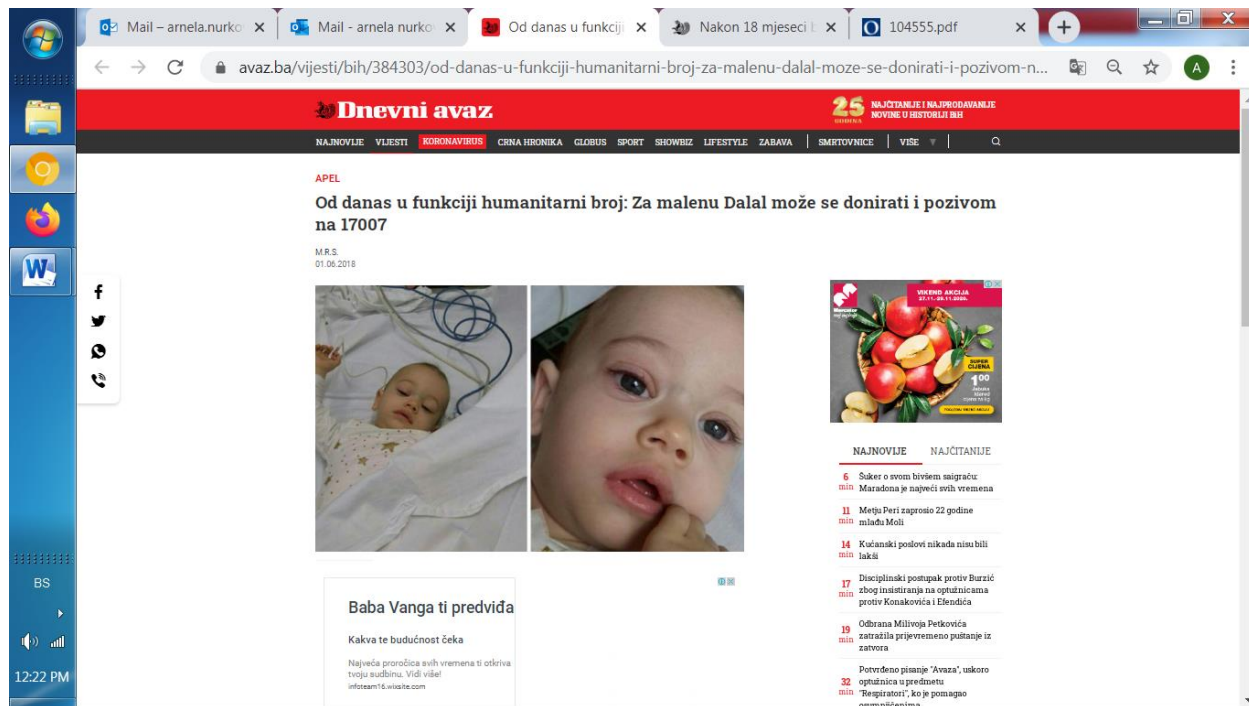 Mail – arnela.nurko
Mail - arnela nurko
Od danas u funkciji
Nakon 18 mjeseci b
104555.pdf
avaz.ba/vijesti/bih/384303/od-danas-u-funkciji-humanitarni-broj-za-malenu-dalal-moze-se-donirati-i-pozivom-n...
A
Dnevni avaz
25 GODINA
NAJČITANIJE I NAJPRODAVANIJE
NOVINE U HISTORIJI BIH
NAJNOVIJE VIJESTI KORONAVIRUS CRNA HRONIKA GLOBUS SPORT SHOWBIZ LIFESTYLE ZABAVA SMRTOVNICE VIŠE
APEL
Od danas u funkciji humanitarni broj: Za malenu Dalal može se donirati i pozivom
na 17007
M.R.S.
01.06.2018
Mercator
VIKEND AKCIJA
27.11.-29.11.2020.
SUPER
CIJENA
1 00
NAJNOVIJE NAJČITANIJE
6 min Šuker o svom bivšem saigraču:
Maradona je najveći svih vremena
11 min Metju Peri zaprosio 22 godine
mlađu Moli
14 min Kućanski poslovi nikada nisu bili
lakši
17 min Disciplinski postupak protiv Burzić
zbog insistiranja na optužnicama
protiv Konakovića i Efendića
19 min Odbrana Milivoja Petkovića
zatražila prijevremeno puštanje iz
zatvora
32 min Potvrđeno pisanje "Avaza", uskoro
optužnica u predmetu
"Respiratori", ko je pomagao
osumnjičenima
Baba Vanga ti predviđa
Kakva te budućnost čeka
Najveća proročica svih vremena ti otkriva
tvoju sudbinu. Vidi više!
infoteam16.wixsite.com
BS
12:22 PM